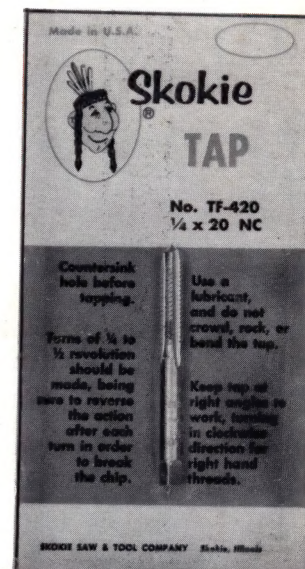 Made in U.S.A.
Skokie
®
TAP
No. TF-420
¼ x 20 NC
Countersink
hole before
tapping.
Turns of ¼ to
½ revolution
should be
made, being
sure to reverse
the action
after each
turn in order
to break
the chip.
Use a
lubricant,
and do not
crowd, rock, or
bend the tap.
Keep tap at
right angles to
work, turning
in clockwise
direction for
right hand
threads.
SKOKIE SAW & TOOL COMPANY Skokie, Illinois